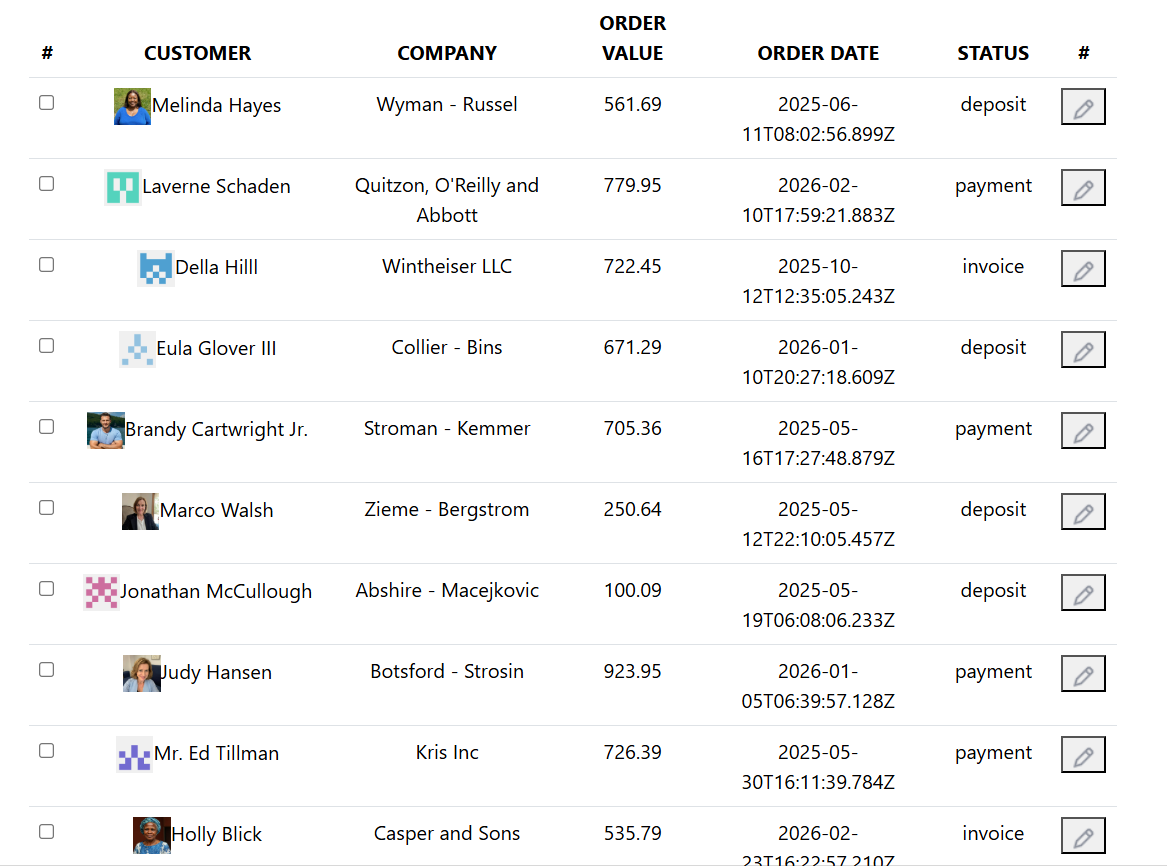 # CUSTOMER COMPANY ORDER VALUE ORDER DATE STATUS #
Melinda Hayes Wyman - Russel 561.69 2025-06- deposit
11T08:02:56.899Z
Laverne Schaden Quitzon, O'Reilly and 779.95 2026-02- payment
Abbott 10T17:59:21.883Z
Della Hilll Wintheiser LLC 722.45 2025-10- invoice
12T12:35:05.243Z
Eula Glover III Collier - Bins 671.29 2026-01- deposit
10T20:27:18.609Z
Brandy Cartwright Jr. Stroman - Kemmer 705.36 2025-05- payment
16T17:27:48.879Z
Marco Walsh Zieme - Bergstrom 250.64 2025-05- deposit
12T22:10:05.457Z
Jonathan McCullough Abshire - Macejkovic 100.09 2025-05- deposit
19T06:08:06.233Z
Judy Hansen Botsford - Strosin 923.95 2026-01- payment
05T06:39:57.128Z
Mr. Ed Tillman Kris Inc 726.39 2025-05- payment
30T16:11:39.784Z
Holly Blick Casper and Sons 535.79 2026-02- invoice
23T16:22:57.210Z